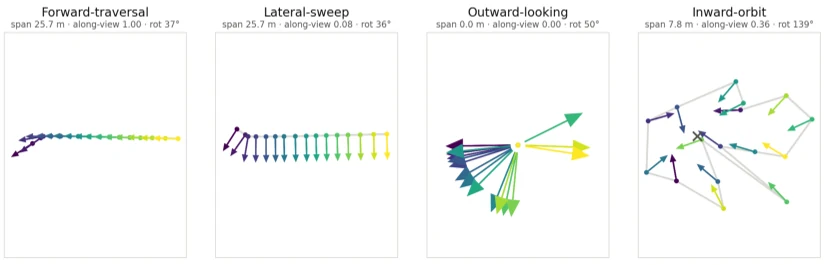 Forward-traversal
span 25.7 m · along-view 1.00 · rot 37°
Lateral-sweep
span 25.7 m · along-view 0.08 · rot 36°
Outward-looking
span 0.0 m · along-view 0.00 · rot 50°
Inward-orbit
span 7.8 m · along-view 0.36 · rot 139°